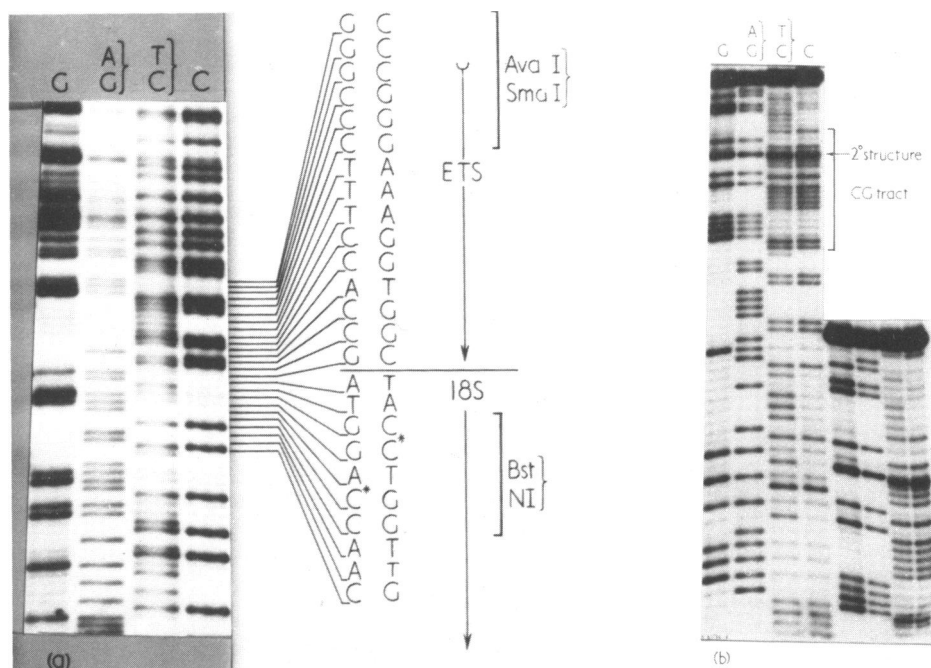 A T
G G} C} C
G C
G C
G C Ava I
C G Sma I}
C G
C G
T A
T A ETS
T A
C G
C G
A T
C G
C G
G C
A T
T A 18S
G C
G C*
A T Bst
C* G NI}
C G
A T
A T
C G
(a)
A T
G G} C} C
2° structure
CG tract
(b)